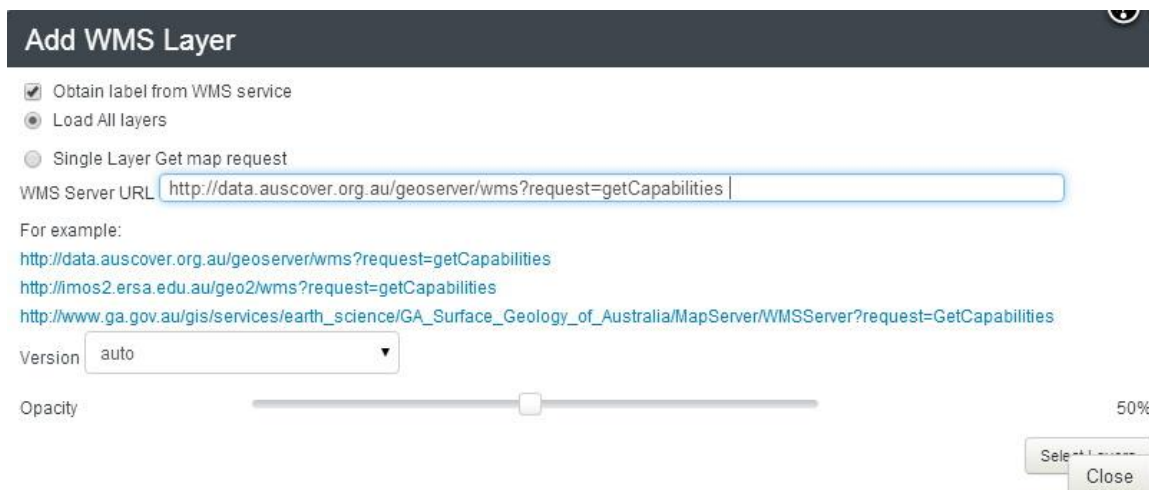 Add WMS Layer
Obtain label from WMS service
Load All layers
Single Layer Get map request
WMS Server URL http://data.auscover.org.au/geoserver/wms?request=getCapabilities
For example:
http://data.auscover.org.au/geoserver/wms?request=getCapabilities
http://imos2.ersa.edu.au/geo2/wms?request=getCapabilities
http://www.ga.gov.au/gis/services/earth_science/GA_Surface_Geology_of_Australia/MapServer/WMSServer?request=GetCapabilities
Version auto
Opacity 50%
Select Layers
Close